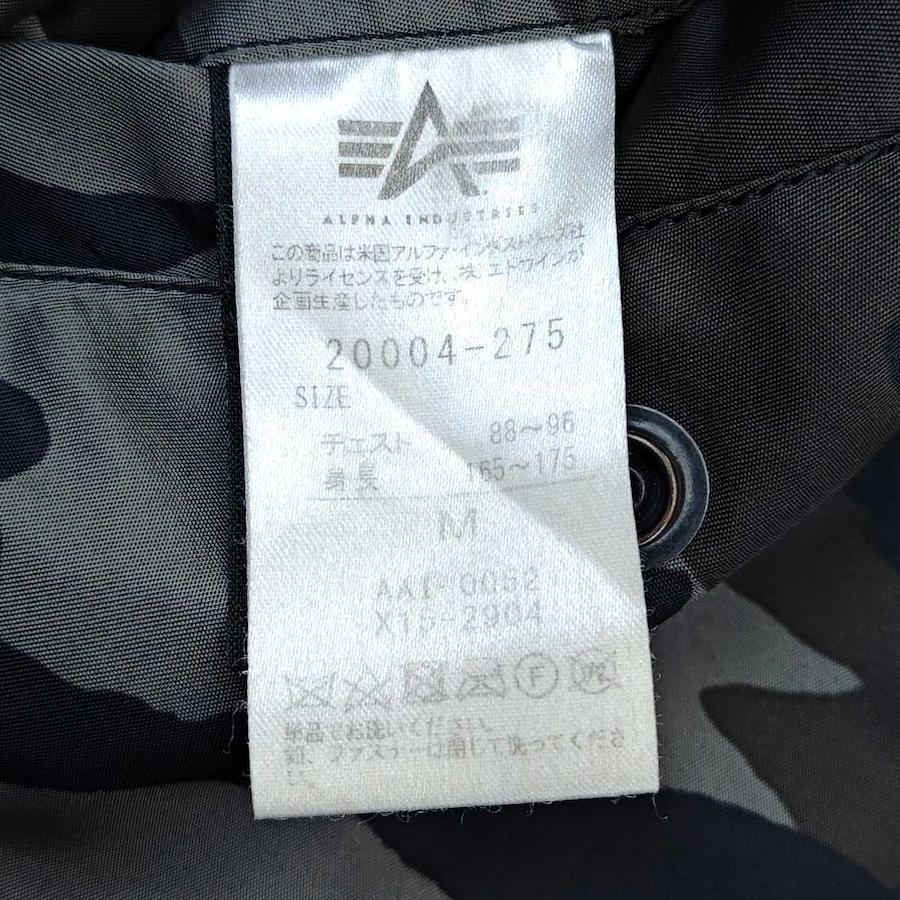 ALPHA INDUSTRIES
この商品は米国アルファ・インダストリーズ社
よりライセンスを受け、(株)エドウインが
企画生産したものです。
20004-275
SIZE
チェスト 88~96
身長 165~175
M
AA1-0052
X15-2904
F
単品でお洗いください。
釦、ファスナーは閉じて洗ってくださ
い。